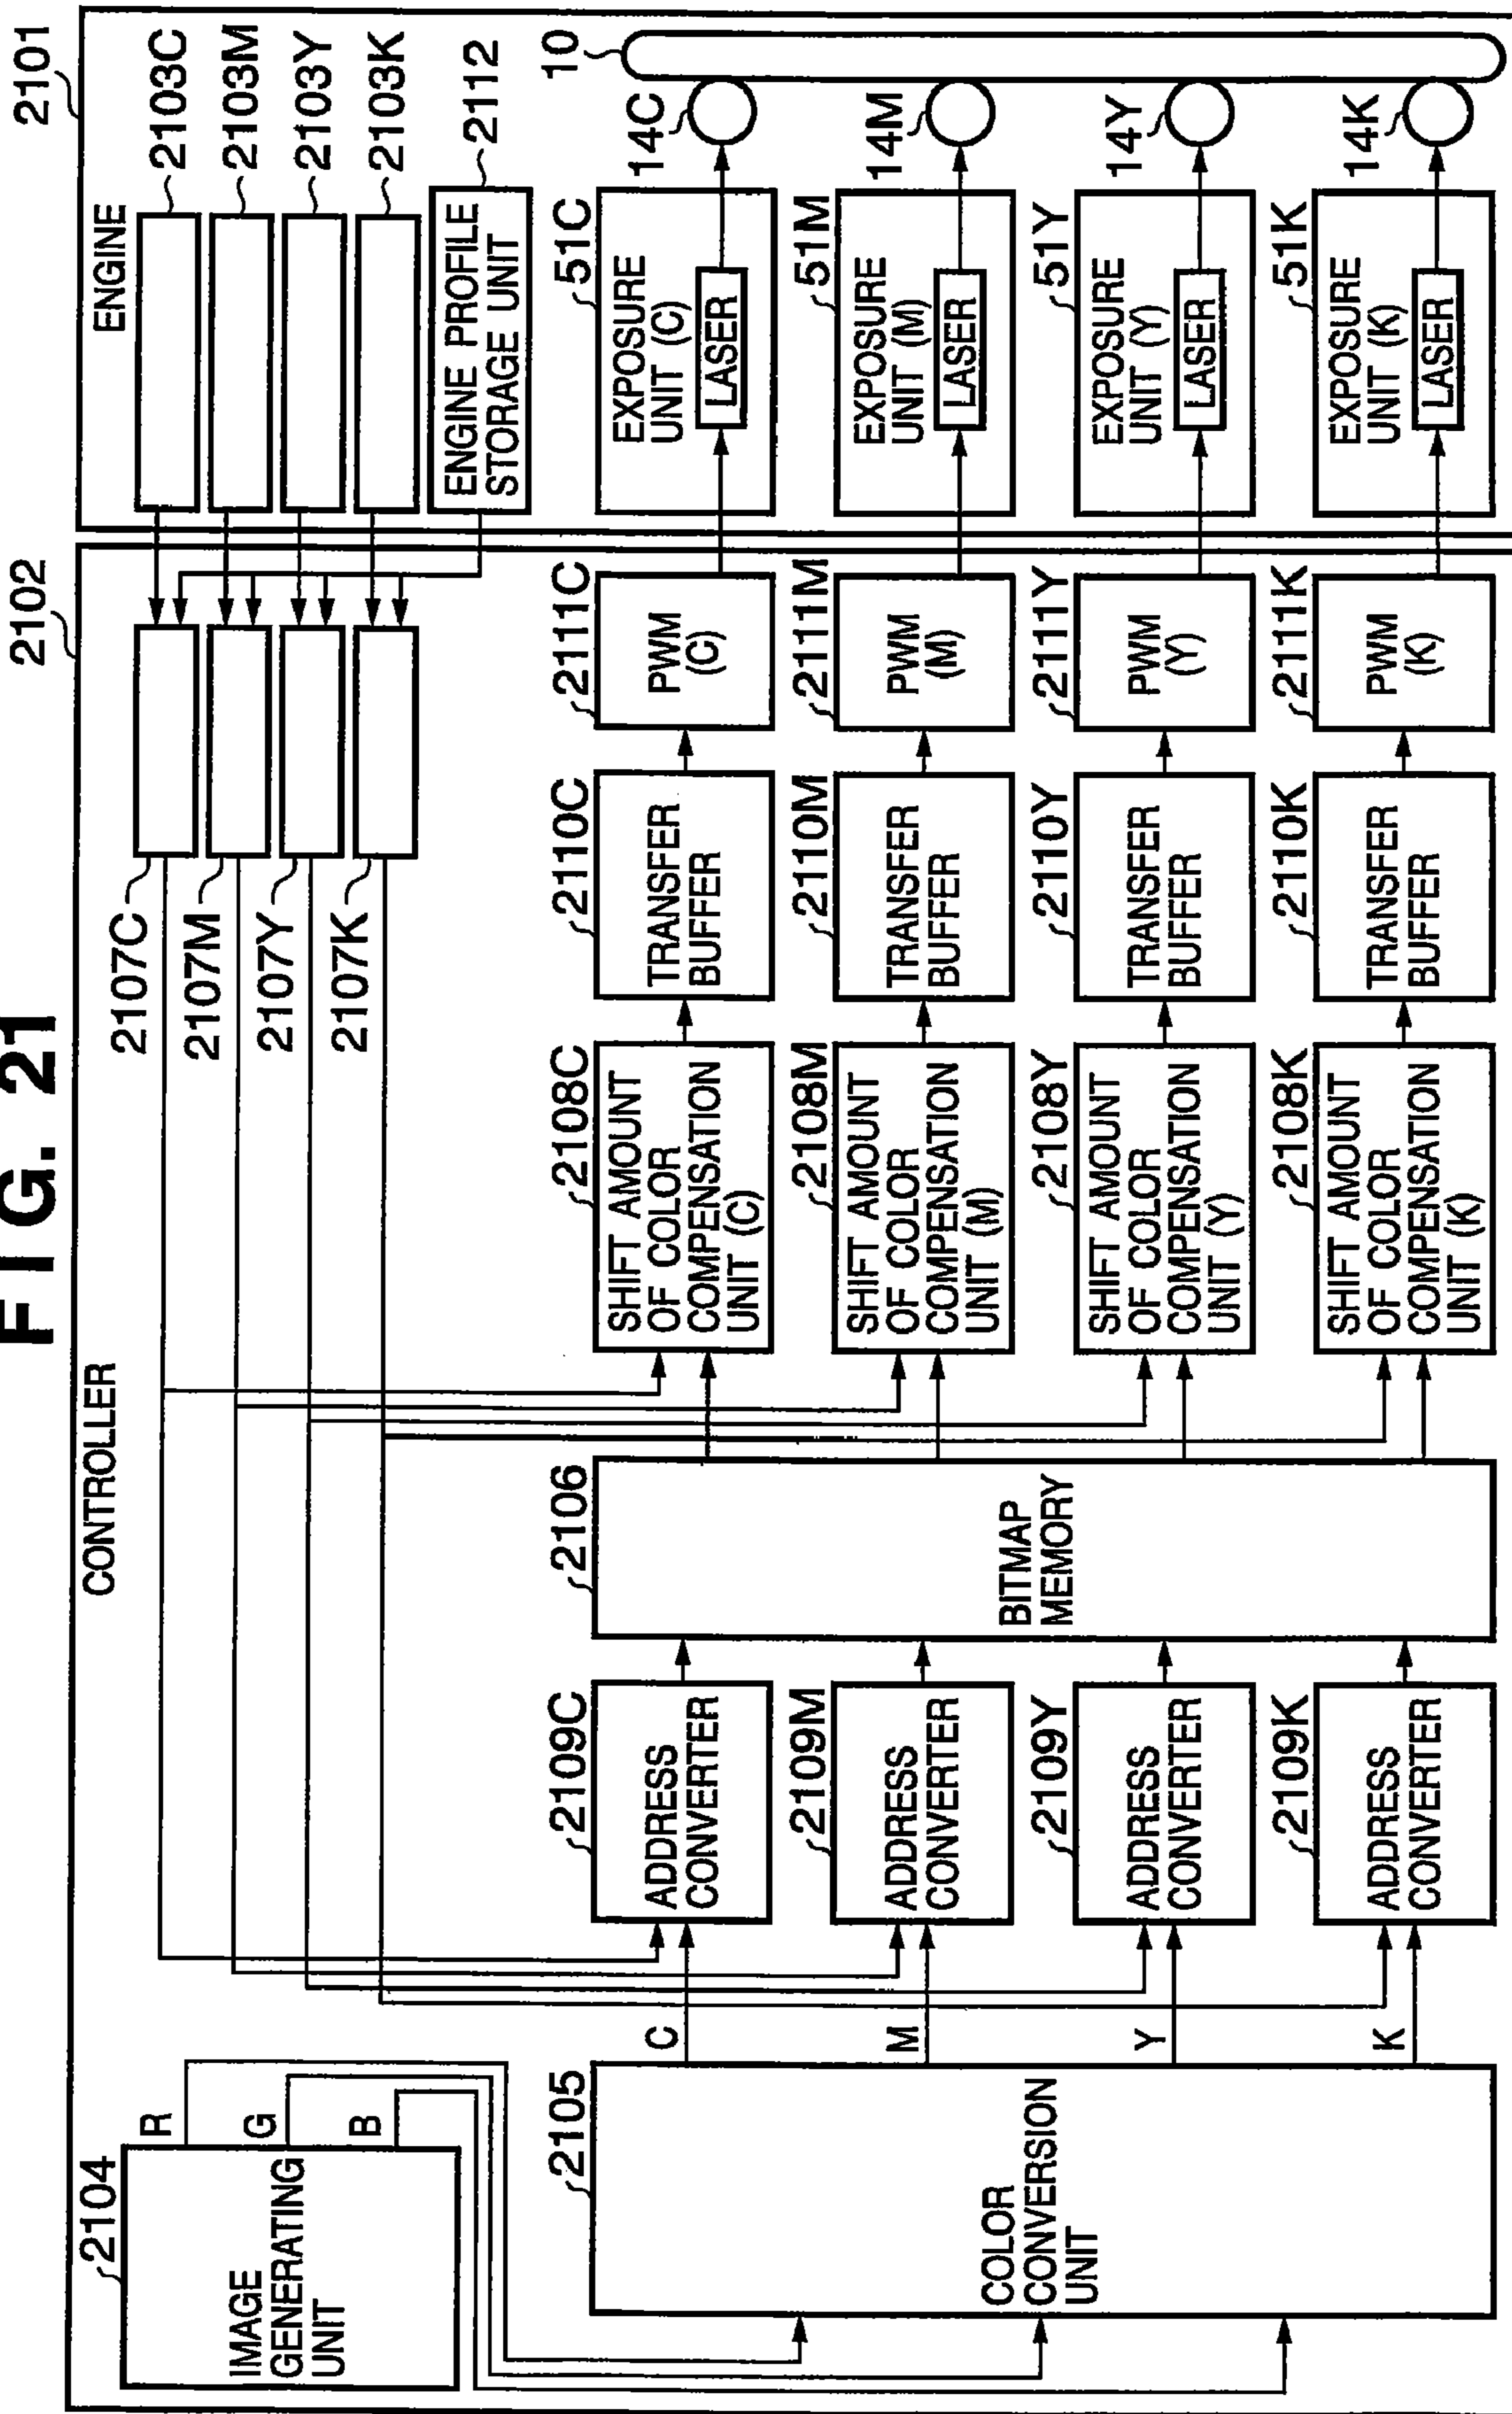 FIG. 21
2101
2102
ENGINE
CONTROLLER
2103C
2103M
2103Y
2103K
2112
ENGINE PROFILE
STORAGE UNIT
2107C
2107M
2107Y
2107K
2104
IMAGE
GENERATING
UNIT
R
G
B
2105
COLOR
CONVERSION
UNIT
C
M
Y
K
2109C
ADDRESS
CONVERTER
2109M
ADDRESS
CONVERTER
2109Y
ADDRESS
CONVERTER
2109K
ADDRESS
CONVERTER
2106
BITMAP
MEMORY
2108C
SHIFT AMOUNT
OF COLOR
COMPENSATION
UNIT (C)
2108M
SHIFT AMOUNT
OF COLOR
COMPENSATION
UNIT (M)
2108Y
SHIFT AMOUNT
OF COLOR
COMPENSATION
UNIT (Y)
2108K
SHIFT AMOUNT
OF COLOR
COMPENSATION
UNIT (K)
2110C
TRANSFER
BUFFER
2110M
TRANSFER
BUFFER
2110Y
TRANSFER
BUFFER
2110K
TRANSFER
BUFFER
2111C
PWM
(C)
2111M
PWM
(M)
2111Y
PWM
(Y)
2111K
PWM
(K)
51C
EXPOSURE
UNIT (C)
LASER
51M
EXPOSURE
UNIT (M)
LASER
51Y
EXPOSURE
UNIT (Y)
LASER
51K
EXPOSURE
UNIT (K)
LASER
14C
14M
14Y
14K
10